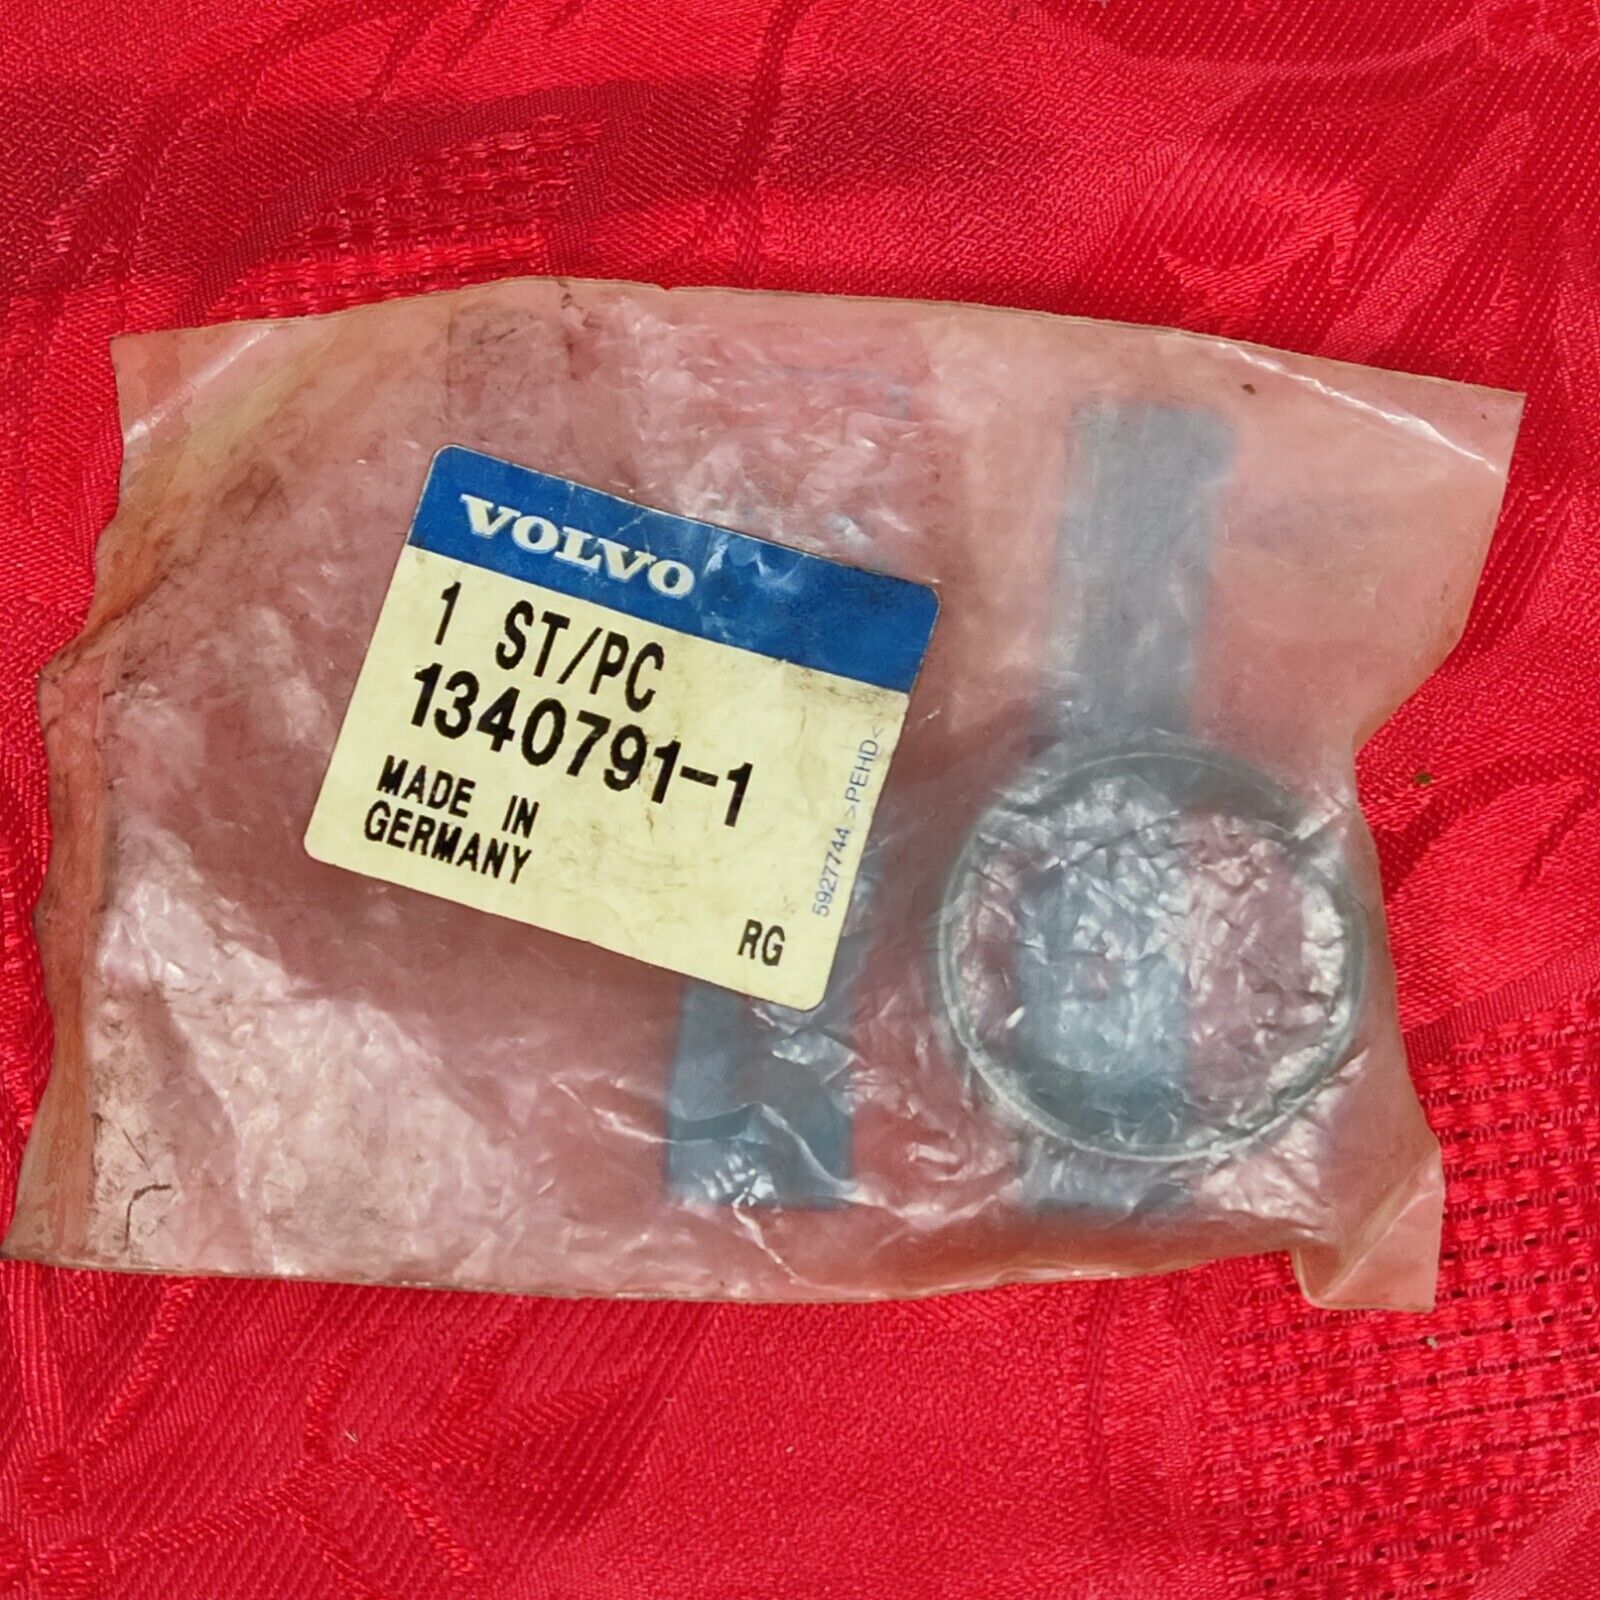 VOLVO
1 ST/PC
1340791-1
MADE IN
GERMANY
RG
5927744 >PEHD<